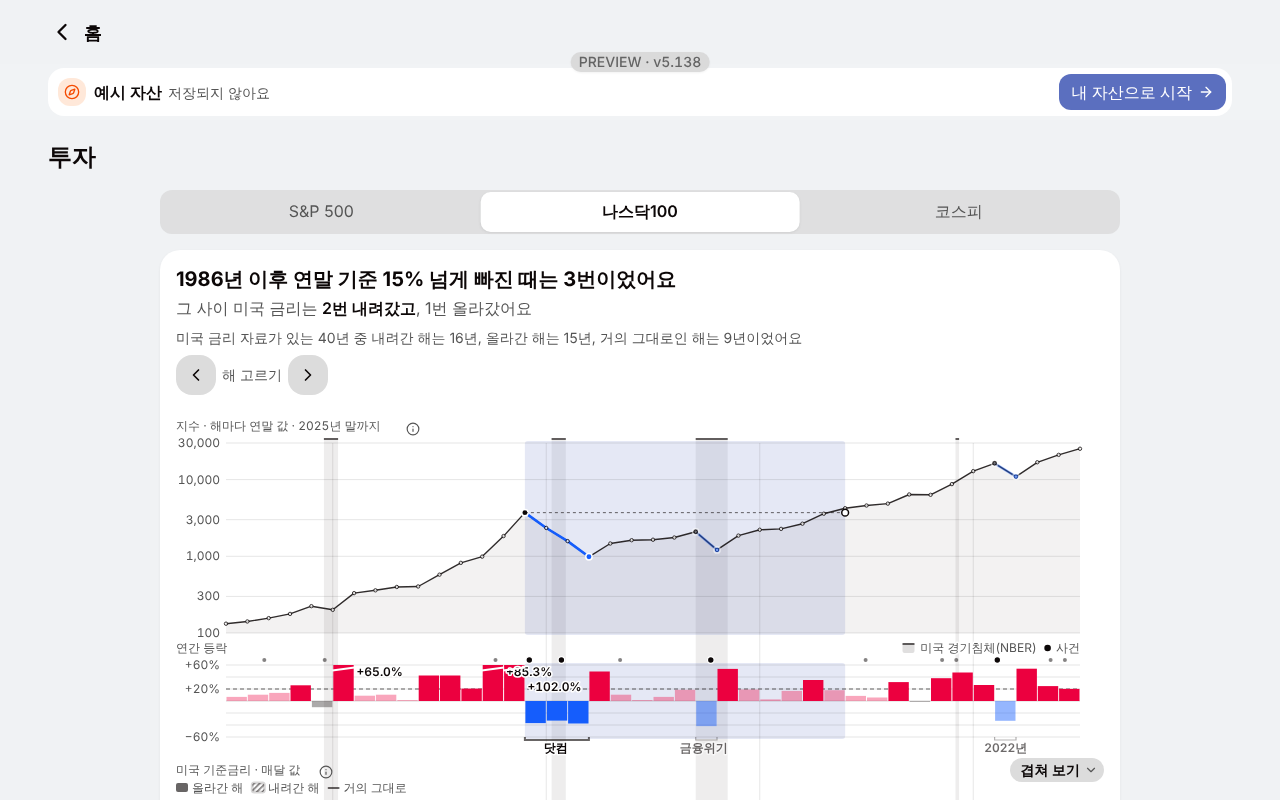 홈
PREVIEW · v5.138
예시 자산 저장되지 않아요
내 자산으로 시작 →
투자
S&P 500
나스닥100
코스피
1986년 이후 연말 기준 15% 넘게 빠진 때는 3번이었어요
그 사이 미국 금리는 2번 내려갔고, 1번 올라갔어요
미국 금리 자료가 있는 40년 중 내려간 해는 16년, 올라간 해는 15년, 거의 그대로인 해는 9년이었어요
해 고르기
지수 · 해마다 연말 값 · 2025년 말까지
30,000
10,000
3,000
1,000
300
100
연간 등락
미국 경기침체(NBER) 사건
+60%
+65.0%
+85.3%
+20%
+102.0%
−60%
닷컴
금융위기
2022년
미국 기준금리 · 매달 값
겹쳐 보기
올라간 해 내려간 해 거의 그대로